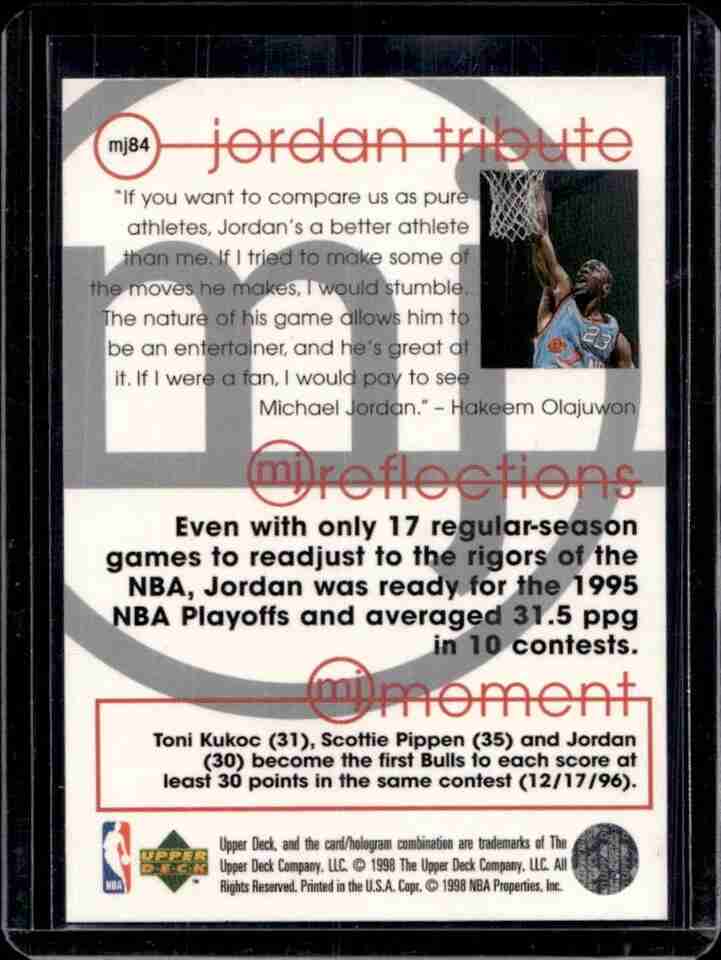 mj84
jordan tribute
"If you want to compare us as pure
athletes, Jordan's a better athlete
than me. If I tried to make some of
the moves he makes, I would stumble.
The nature of his game allows him to
be an entertainer, and he's great at
it. If I were a fan, I would pay to see
Michael Jordan." – Hakeem Olajuwon
23
mj
mj reflections
Even with only 17 regular-season
games to readjust to the rigors of the
NBA, Jordan was ready for the 1995
NBA Playoffs and averaged 31.5 ppg
in 10 contests.
mj moment
Toni Kukoc (31), Scottie Pippen (35) and Jordan
(30) become the first Bulls to each score at
least 30 points in the same contest (12/17/96).
NBA
UPPER
DECK
™
Upper Deck, and the card/hologram combination are trademarks of The
Upper Deck Company, LLC. © 1998 The Upper Deck Company, LLC. All
Rights Reserved. Printed in the U.S.A. Copr. © 1998 NBA Properties, Inc.